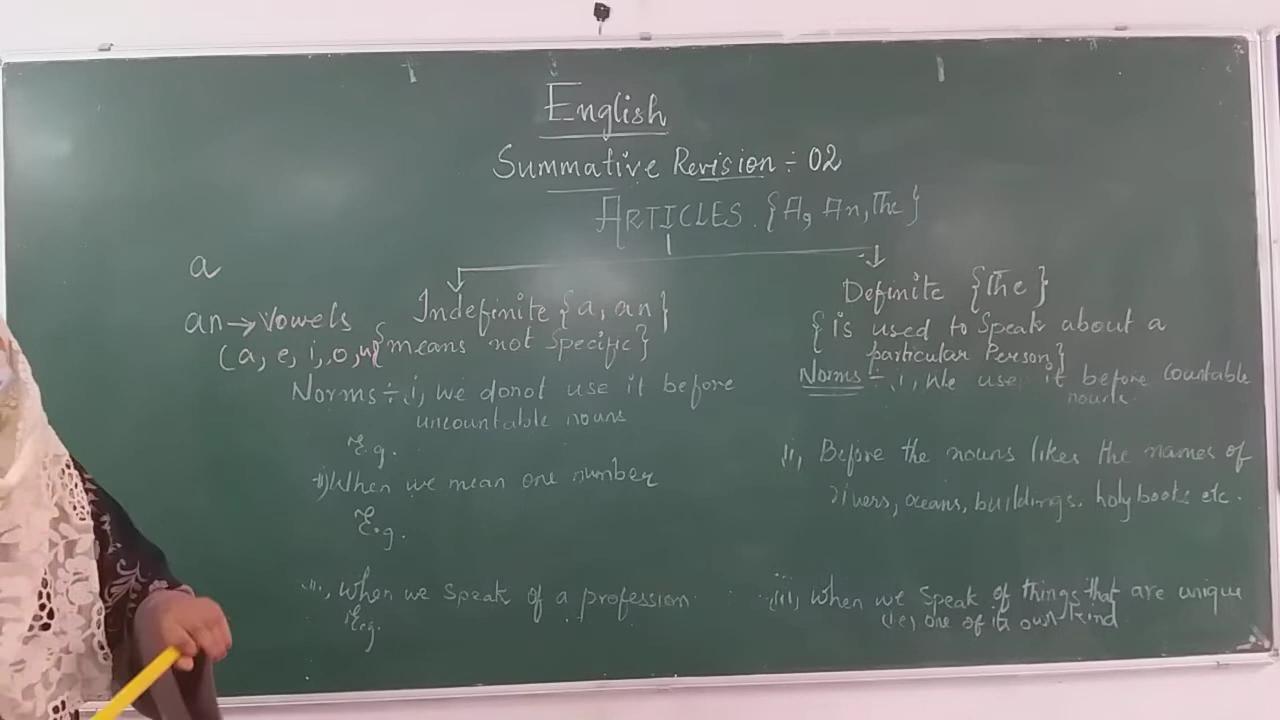 English
Summative Revision ÷ 02
ARTICLES. {A, An, The}
a
an → Vowels
(a, e, i, o, u)
Indefinite {a, an}
{means not Specific}
Norms ÷ i, we donot use it before
uncountable nouns
E.g.
ii) When we mean one number
E.g.
iii, when we speak of a profession
E.g.
Definite {The}
{is used to Speak about a
particular Person}
Norms ÷ i, We use it before Countable
nouns.
ii, Before the nouns likes the names of
rivers, oceans, buildings, holybooks etc.
iii, when we speak of things that are unique
(i.e) one of its own kind